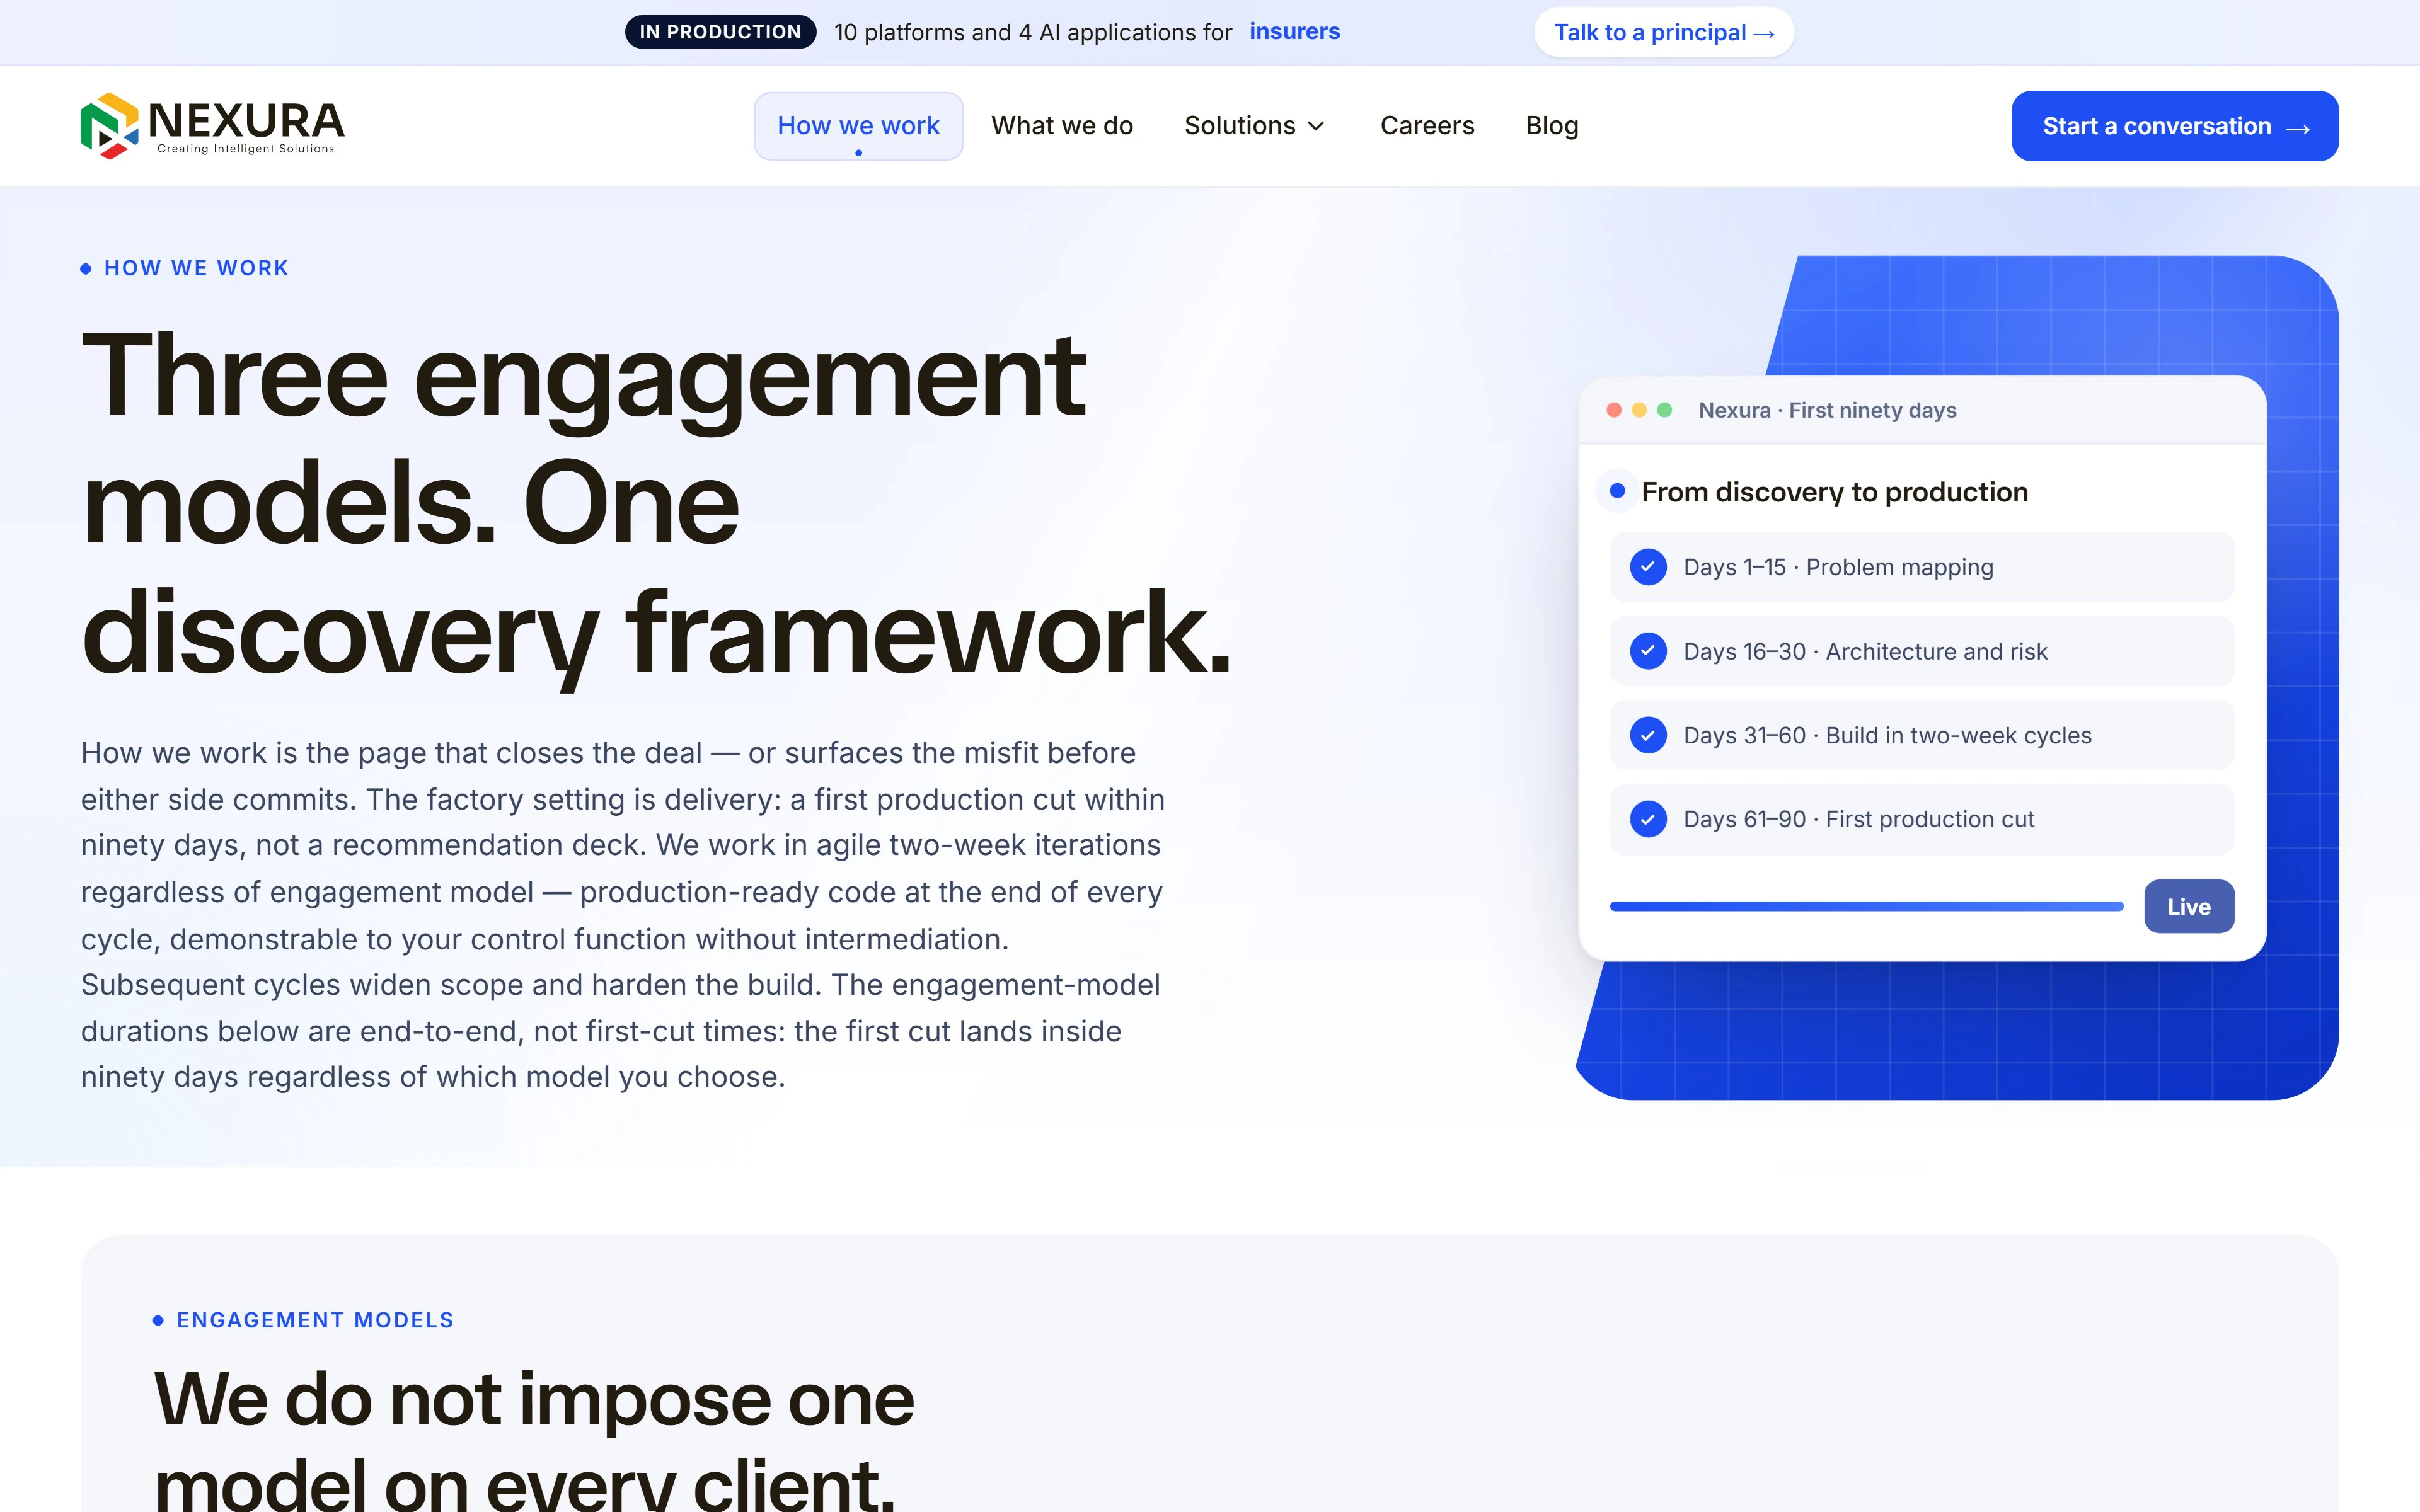 IN PRODUCTION 10 platforms and 4 AI applications for insurers Talk to a principal →
NEXURA
Creating Intelligent Solutions
How we work What we do Solutions Careers Blog Start a conversation →
HOW WE WORK
Three engagement
models. One
discovery framework.
How we work is the page that closes the deal — or surfaces the misfit before
either side commits. The factory setting is delivery: a first production cut within
ninety days, not a recommendation deck. We work in agile two-week iterations
regardless of engagement model — production-ready code at the end of every
cycle, demonstrable to your control function without intermediation.
Subsequent cycles widen scope and harden the build. The engagement-model
durations below are end-to-end, not first-cut times: the first cut lands inside
ninety days regardless of which model you choose.
Nexura · First ninety days
From discovery to production
Days 1–15 · Problem mapping
Days 16–30 · Architecture and risk
Days 31–60 · Build in two-week cycles
Days 61–90 · First production cut
Live
ENGAGEMENT MODELS
We do not impose one
model on every client.